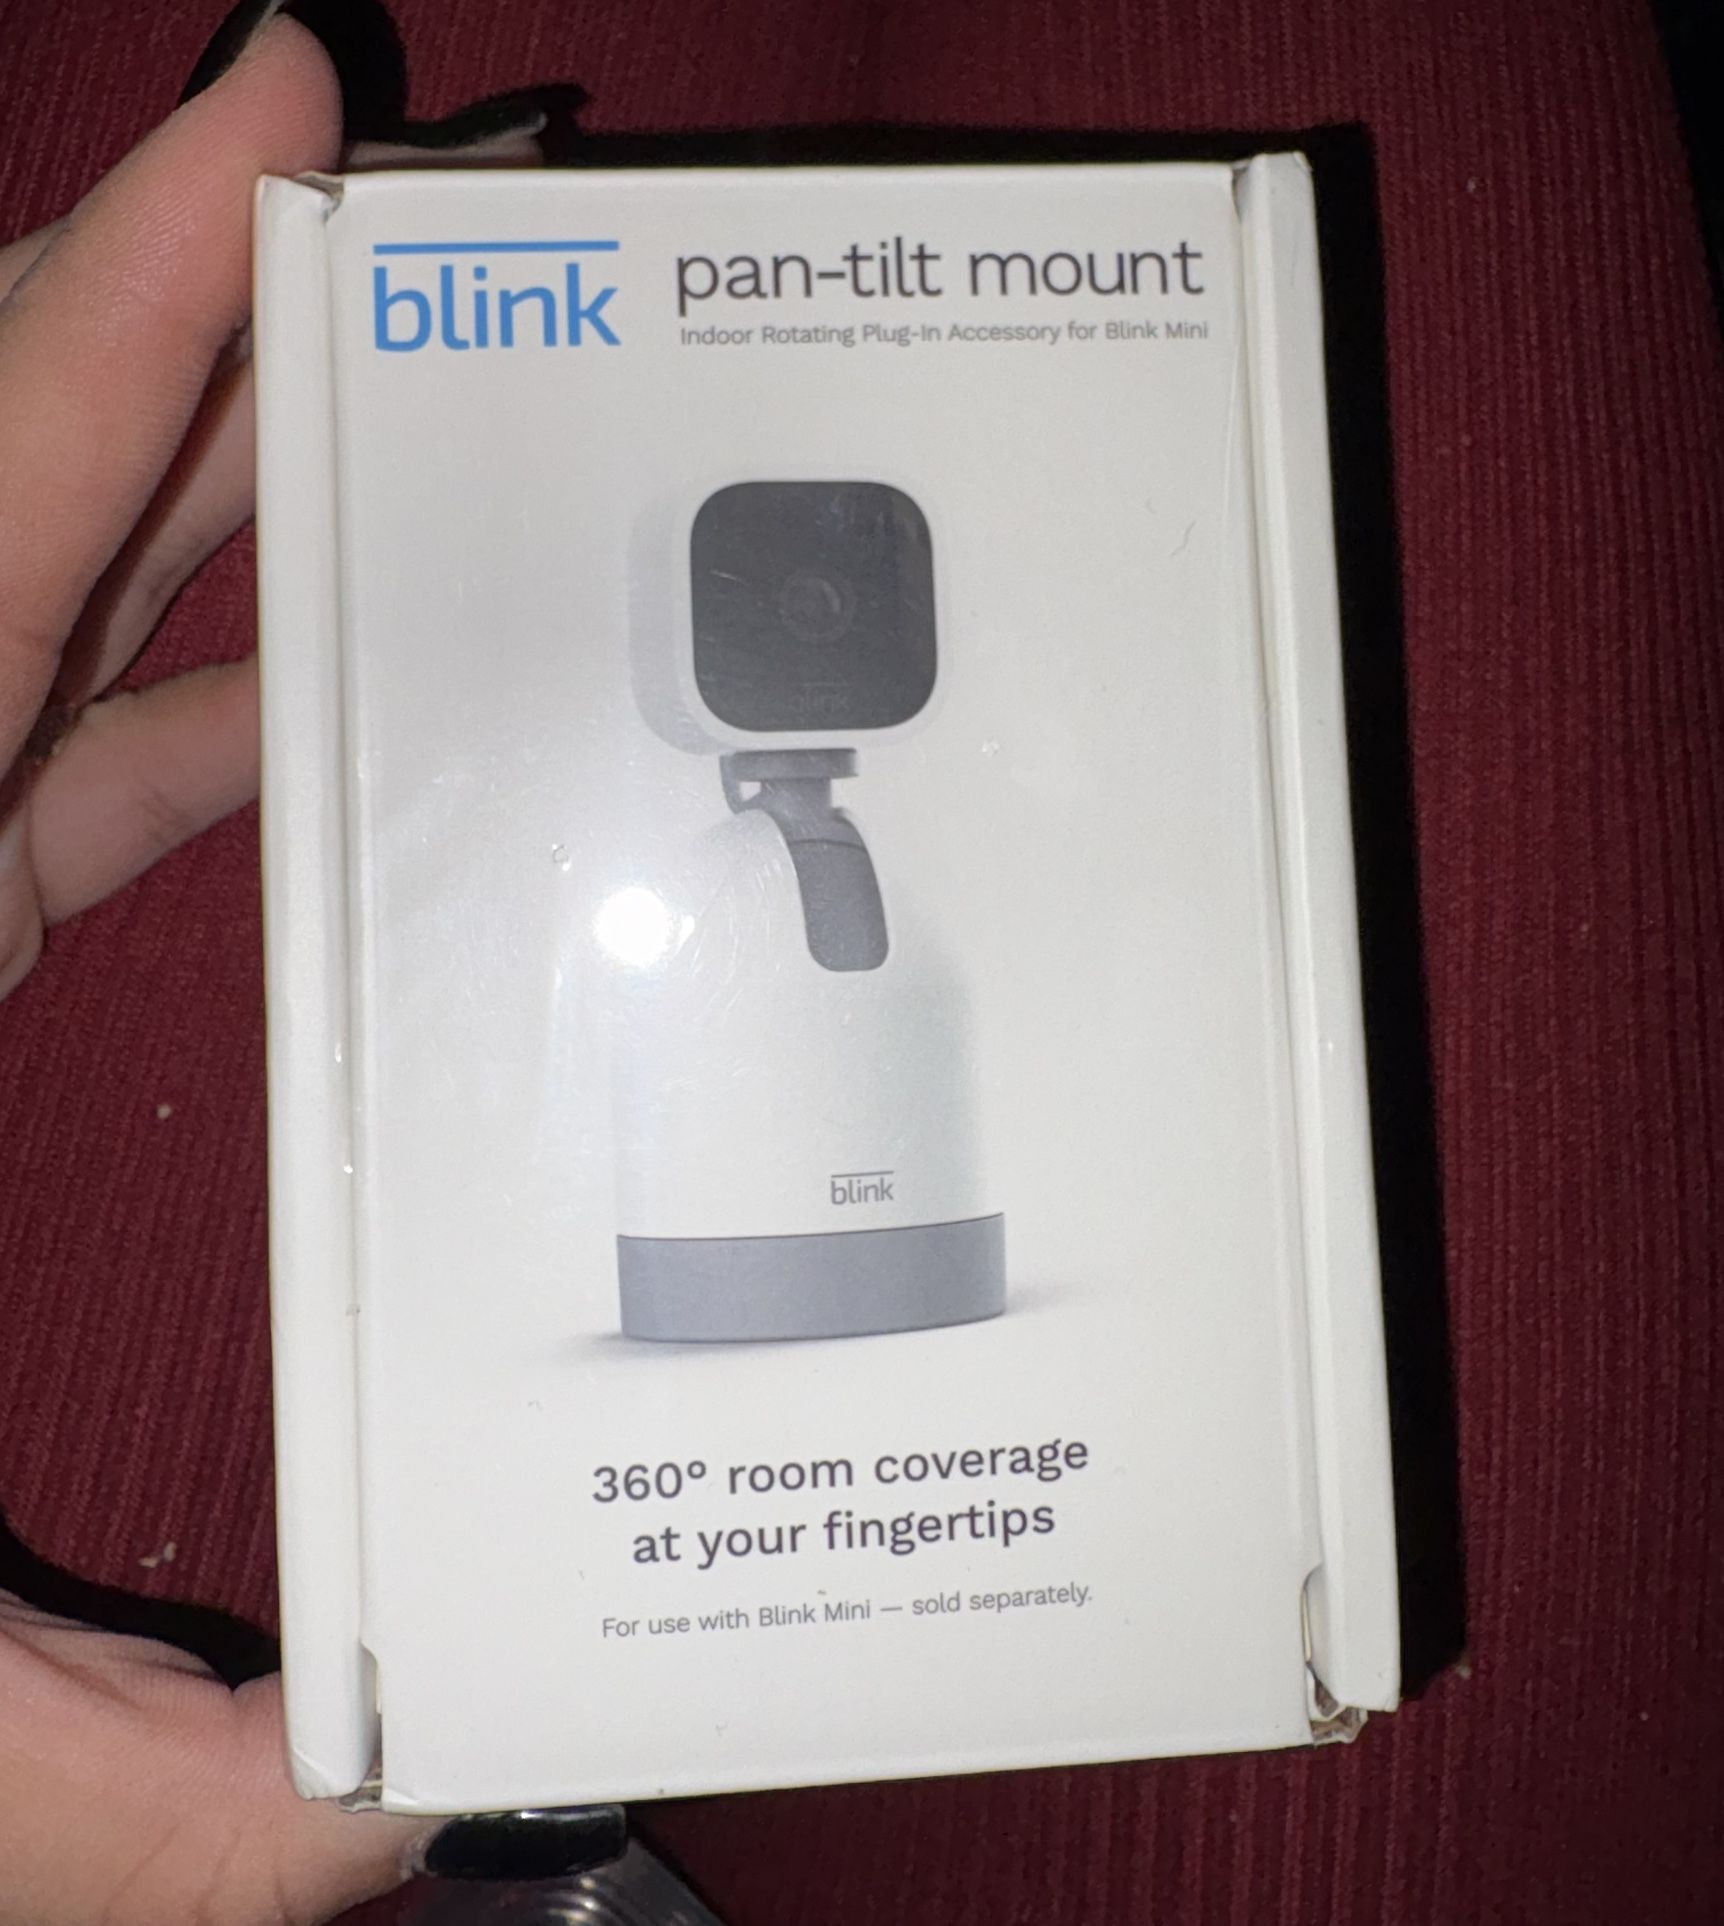 blink pan-tilt mount
Indoor Rotating Plug-In Accessory for Blink Mini
blink
blink
360° room coverage
at your fingertips
For use with Blink Mini — sold separately.